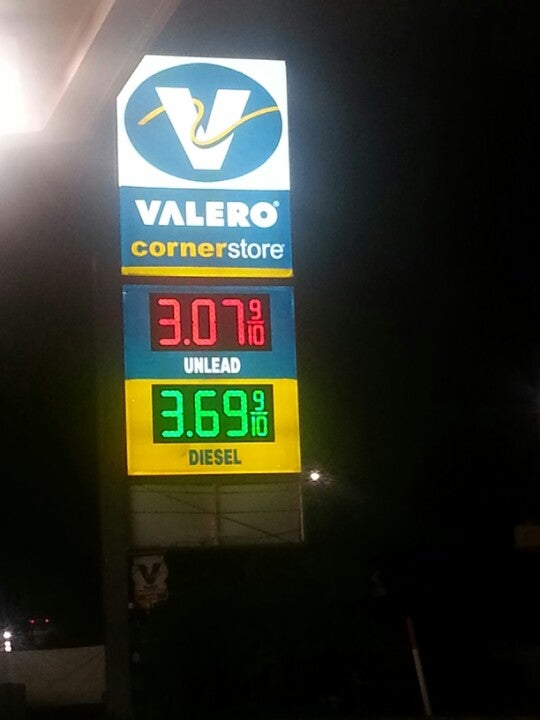 V
VALERO®
cornerstore
3.07 9/10
UNLEAD
3.69 9/10
DIESEL
V